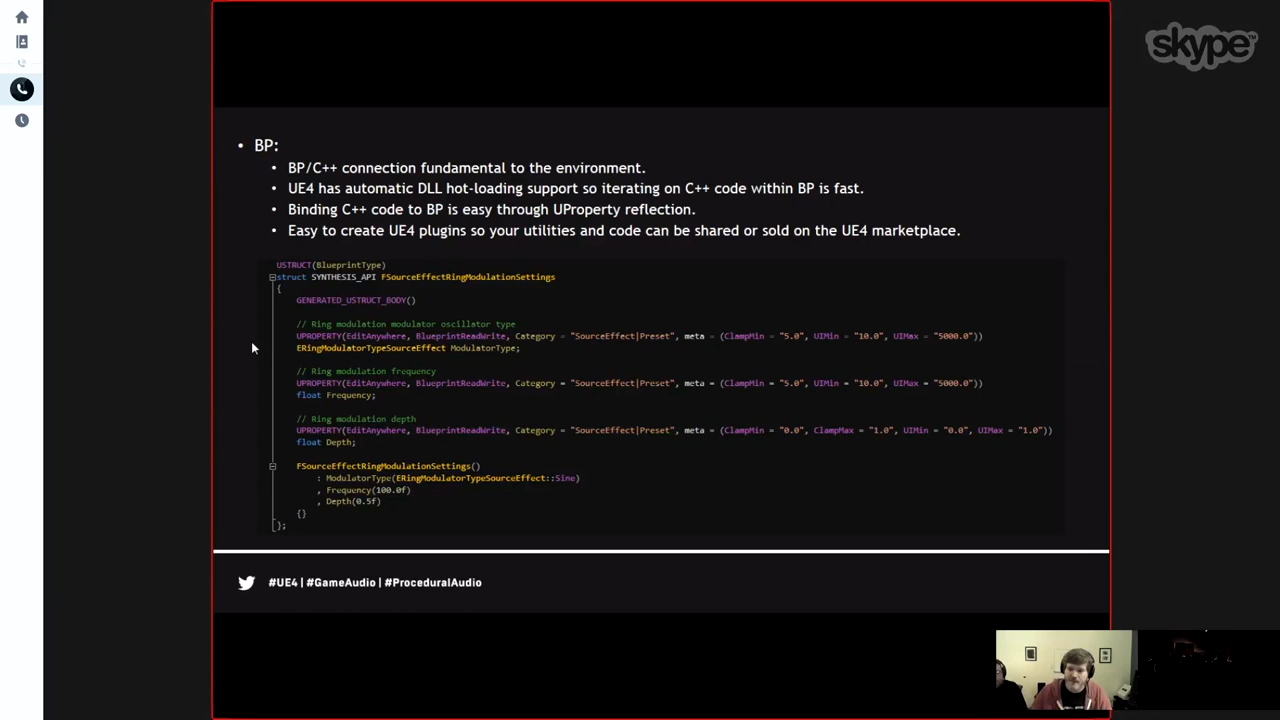 skype™
• BP:
• BP/C++ connection fundamental to the environment.
• UE4 has automatic DLL hot-loading support so iterating on C++ code within BP is fast.
• Binding C++ code to BP is easy through UProperty reflection.
• Easy to create UE4 plugins so your utilities and code can be shared or sold on the UE4 marketplace.
USTRUCT(BlueprintType)
struct SYNTHESIS_API FSourceEffectRingModulationSettings
{
GENERATED_USTRUCT_BODY()
// Ring modulation modulator oscillator type
UPROPERTY(EditAnywhere, BlueprintReadWrite, Category = "SourceEffect|Preset", meta = (ClampMin = "5.0", UIMin = "10.0", UIMax = "5000.0"))
ERingModulatorTypeSourceEffect ModulatorType;
// Ring modulation frequency
UPROPERTY(EditAnywhere, BlueprintReadWrite, Category = "SourceEffect|Preset", meta = (ClampMin = "5.0", UIMin = "10.0", UIMax = "5000.0"))
float Frequency;
// Ring modulation depth
UPROPERTY(EditAnywhere, BlueprintReadWrite, Category = "SourceEffect|Preset", meta = (ClampMin = "0.0", ClampMax = "1.0", UIMin = "0.0", UIMax = "1.0"))
float Depth;
FSourceEffectRingModulationSettings()
: ModulatorType(ERingModulatorTypeSourceEffect::Sine)
, Frequency(100.0f)
, Depth(0.5f)
{}
};
#UE4 | #GameAudio | #ProceduralAudio